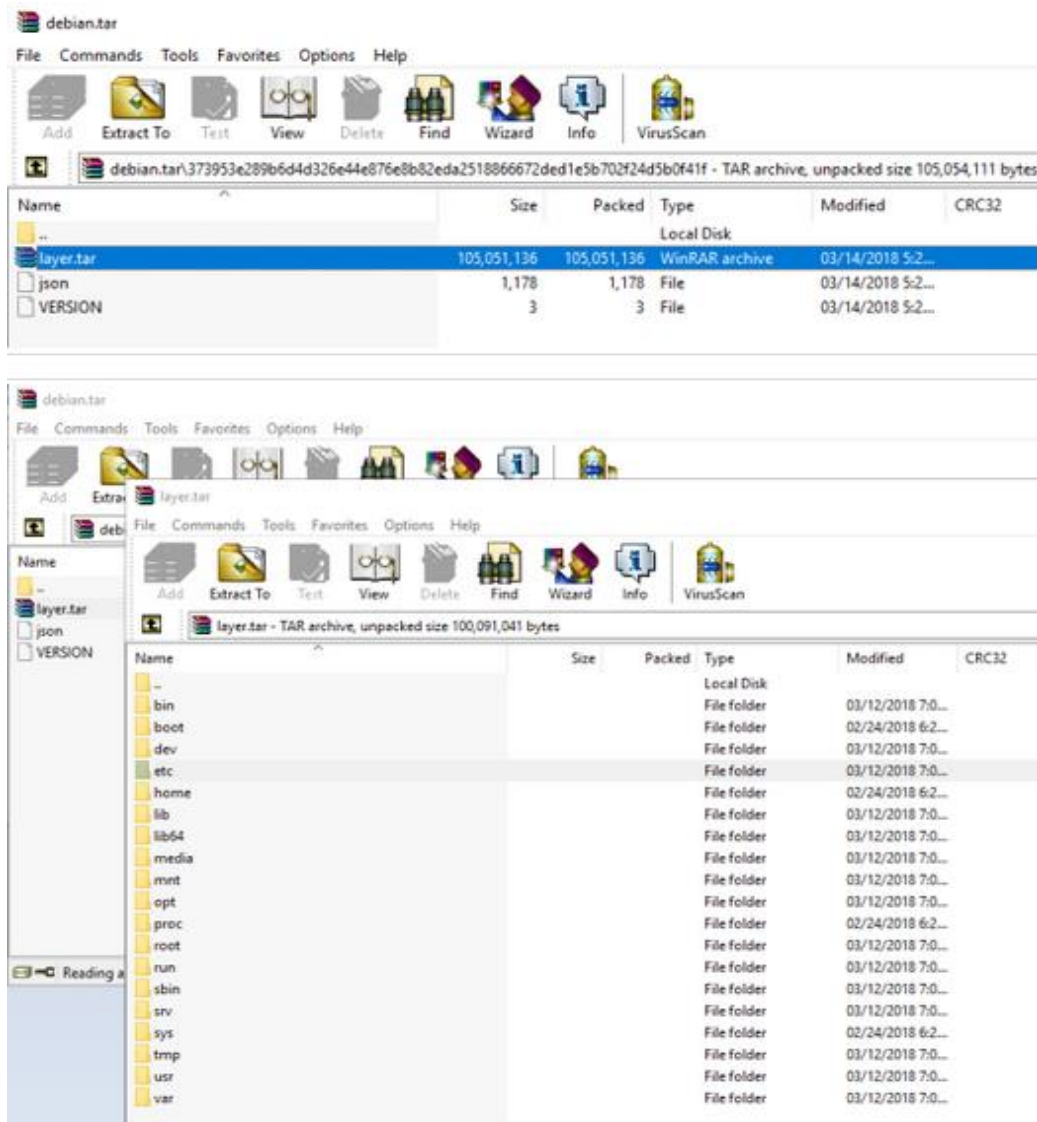 debian.tar
File Commands Tools Favorites Options Help
Add Extract To Test View Delete Find Wizard Info VirusScan
debian.tar\373953e289b6d4d326e44e876e8b82eda2518866672ded1e5b702f24d5b0f41f - TAR archive, unpacked size 105,054,111 bytes
Name Size Packed Type Modified CRC32
.. Local Disk
layer.tar 105,051,136 105,051,136 WinRAR archive 03/14/2018 5:2...
json 1,178 1,178 File 03/14/2018 5:2...
VERSION 3 3 File 03/14/2018 5:2...
debian.tar
File Commands Tools Favorites Options Help
Add Extra
deb
Name
..
layer.tar
json
VERSION
Reading a
layer.tar
File Commands Tools Favorites Options Help
Add Extract To Test View Delete Find Wizard Info VirusScan
layer.tar - TAR archive, unpacked size 100,091,041 bytes
Name Size Packed Type Modified CRC32
.. Local Disk
bin File folder 03/12/2018 7:0...
boot File folder 02/24/2018 6:2...
dev File folder 03/12/2018 7:0...
etc File folder 03/12/2018 7:0...
home File folder 02/24/2018 6:2...
lib File folder 03/12/2018 7:0...
lib64 File folder 03/12/2018 7:0...
media File folder 03/12/2018 7:0...
mnt File folder 03/12/2018 7:0...
opt File folder 03/12/2018 7:0...
proc File folder 02/24/2018 6:2...
root File folder 03/12/2018 7:0...
run File folder 03/12/2018 7:0...
sbin File folder 03/12/2018 7:0...
srv File folder 03/12/2018 7:0...
sys File folder 02/24/2018 6:2...
tmp File folder 03/12/2018 7:0...
usr File folder 03/12/2018 7:0...
var File folder 03/12/2018 7:0...